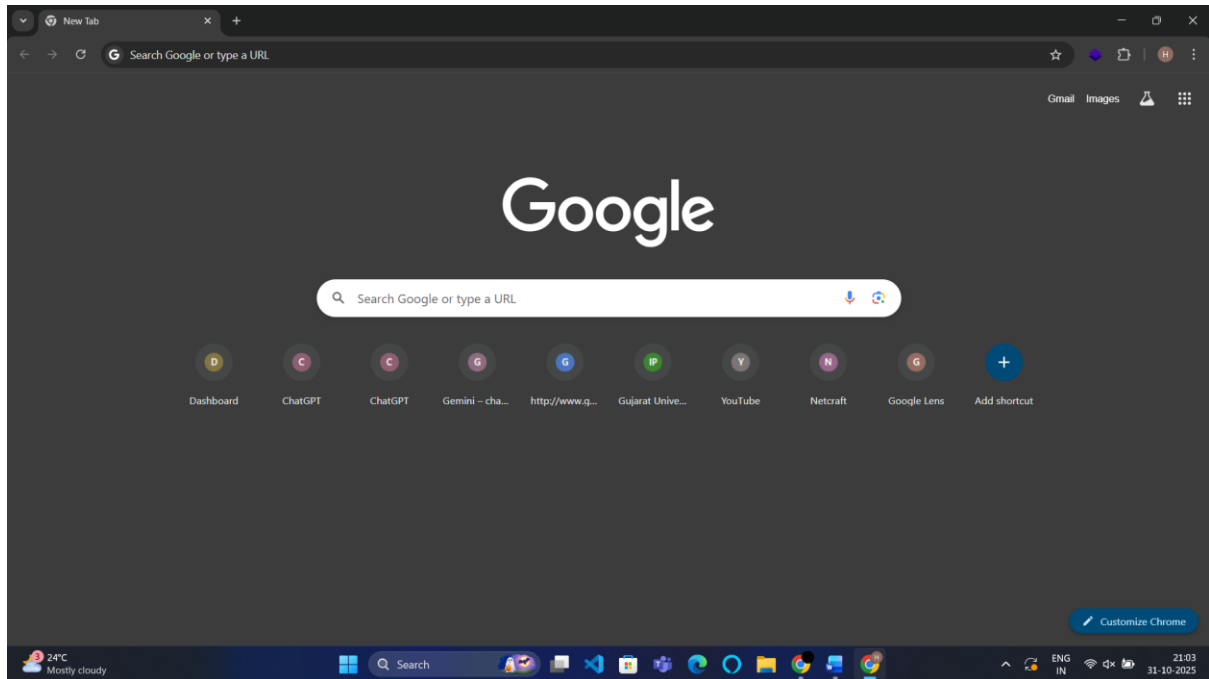 New Tab
G Search Google or type a URL
H
Gmail Images
Google
Search Google or type a URL
D C C G G IP Y N G
Dashboard ChatGPT ChatGPT Gemini – cha... http://www.g... Gujarat Unive... YouTube Netcraft Google Lens Add shortcut
Customize Chrome
3 24°C
Mostly cloudy
Search
ENG
IN
21:03
31-10-2025